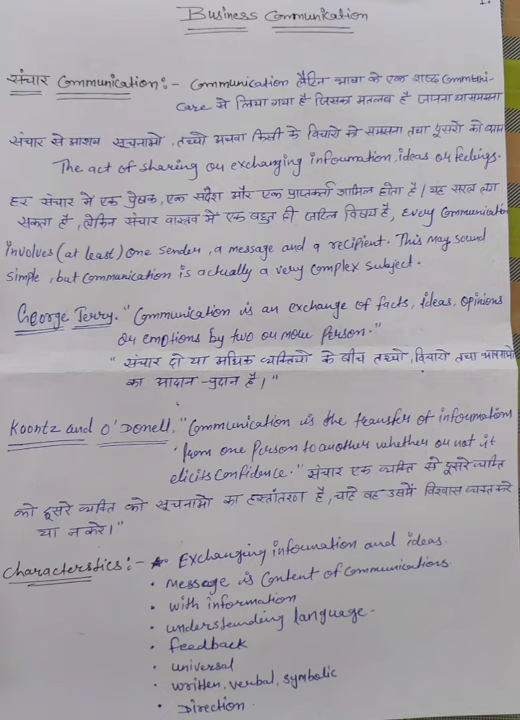 1.
Business Communication
संचार Communication:- Communication लैटिन भाषा के एक शब्द Communi-
care से लिया गया है जिसका मतलब है जानना या समझना
संचार से आशय सूचनाओं, तथ्यों अथवा किसी के विचारों को समझना तथा दूसरों को
The act of sharing or exchanging information, ideas or feelings.
हर संचार में एक प्रेषक, एक संदेश और एक प्राप्तकर्ता शामिल होता है। यह सरल लग
सकता है, लेकिन संचार वास्तव में एक बहुत ही जटिल विषय है, Every Communication
involves (at least) one sender, a message and a recipient. This may sound
simple, but communication is actually a very complex subject.
George Terry. "Communication is an exchange of facts, ideas, opinions
or emotions by two or more Person."
"संचार दो या अधिक व्यक्तियों के बीच तथ्यों, विचारों तथा भावनाओं
का आदान-प्रदान है।"
Koontz and O'Donell. "Communication is the transfer of information
from one Person to another whether or not it
elicits Confidence." संचार एक व्यक्ति से दूसरे व्यक्ति
को दूसरे व्यक्ति को सूचनाओं का हस्तांतरण है, चाहे वह उसमें विश्वास व्यक्त करे
या न करे।"
Characterstics:- * Exchanging information and ideas.
• Message is Content of Communications
• with information
• understanding language.
• feedback
• universal
• written, verbal, symbolic
• Direction.